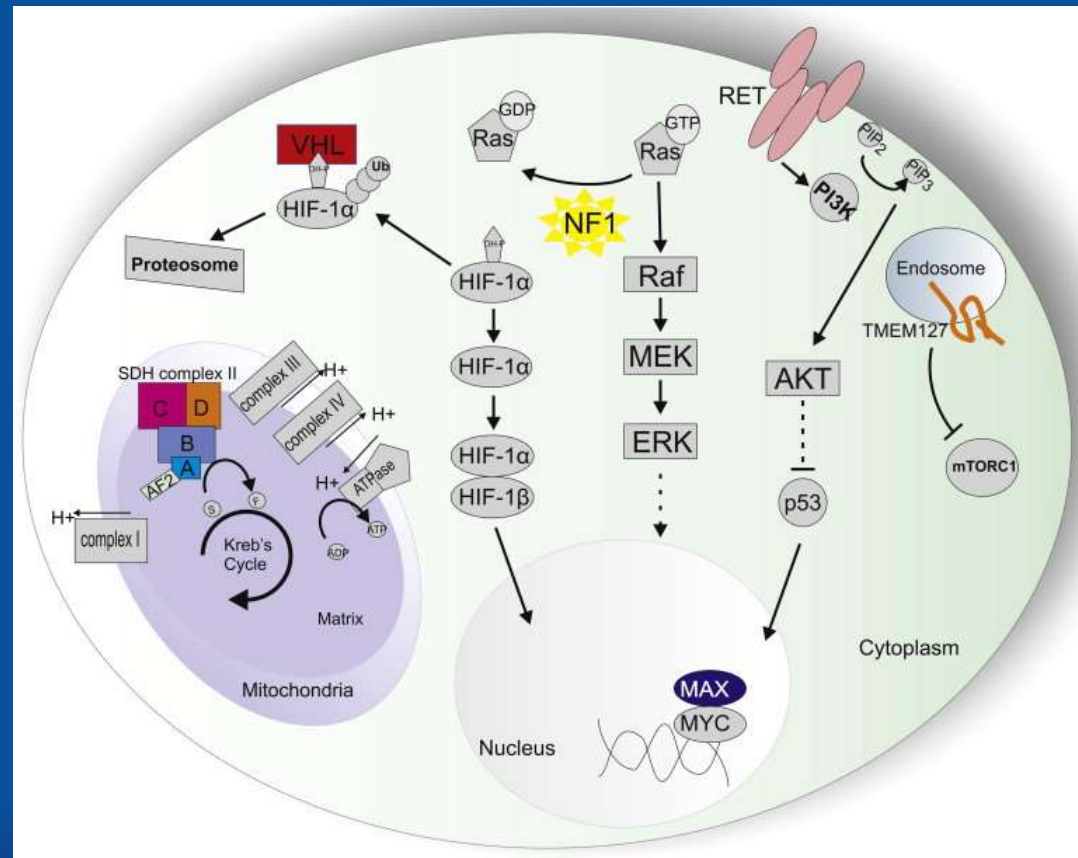 RET
GDP
Ras
GTP
Ras
PIP2
PIP3
VHL
OH-P
Ub
HIF-1α
PI3K
NF1
Proteosome
OH-P
HIF-1α
Raf
Endosome
TMEM127
HIF-1α
MEK
AKT
SDH complex II
C
D
B
A
AF2
complex III
H+
complex IV
H+
H+
ATPase
ERK
mTORC1
HIF-1α
HIF-1β
p53
S
F
H+
complex I
Kreb's
Cycle
ADP
ATP
Matrix
Mitochondria
Cytoplasm
MAX
MYC
Nucleus